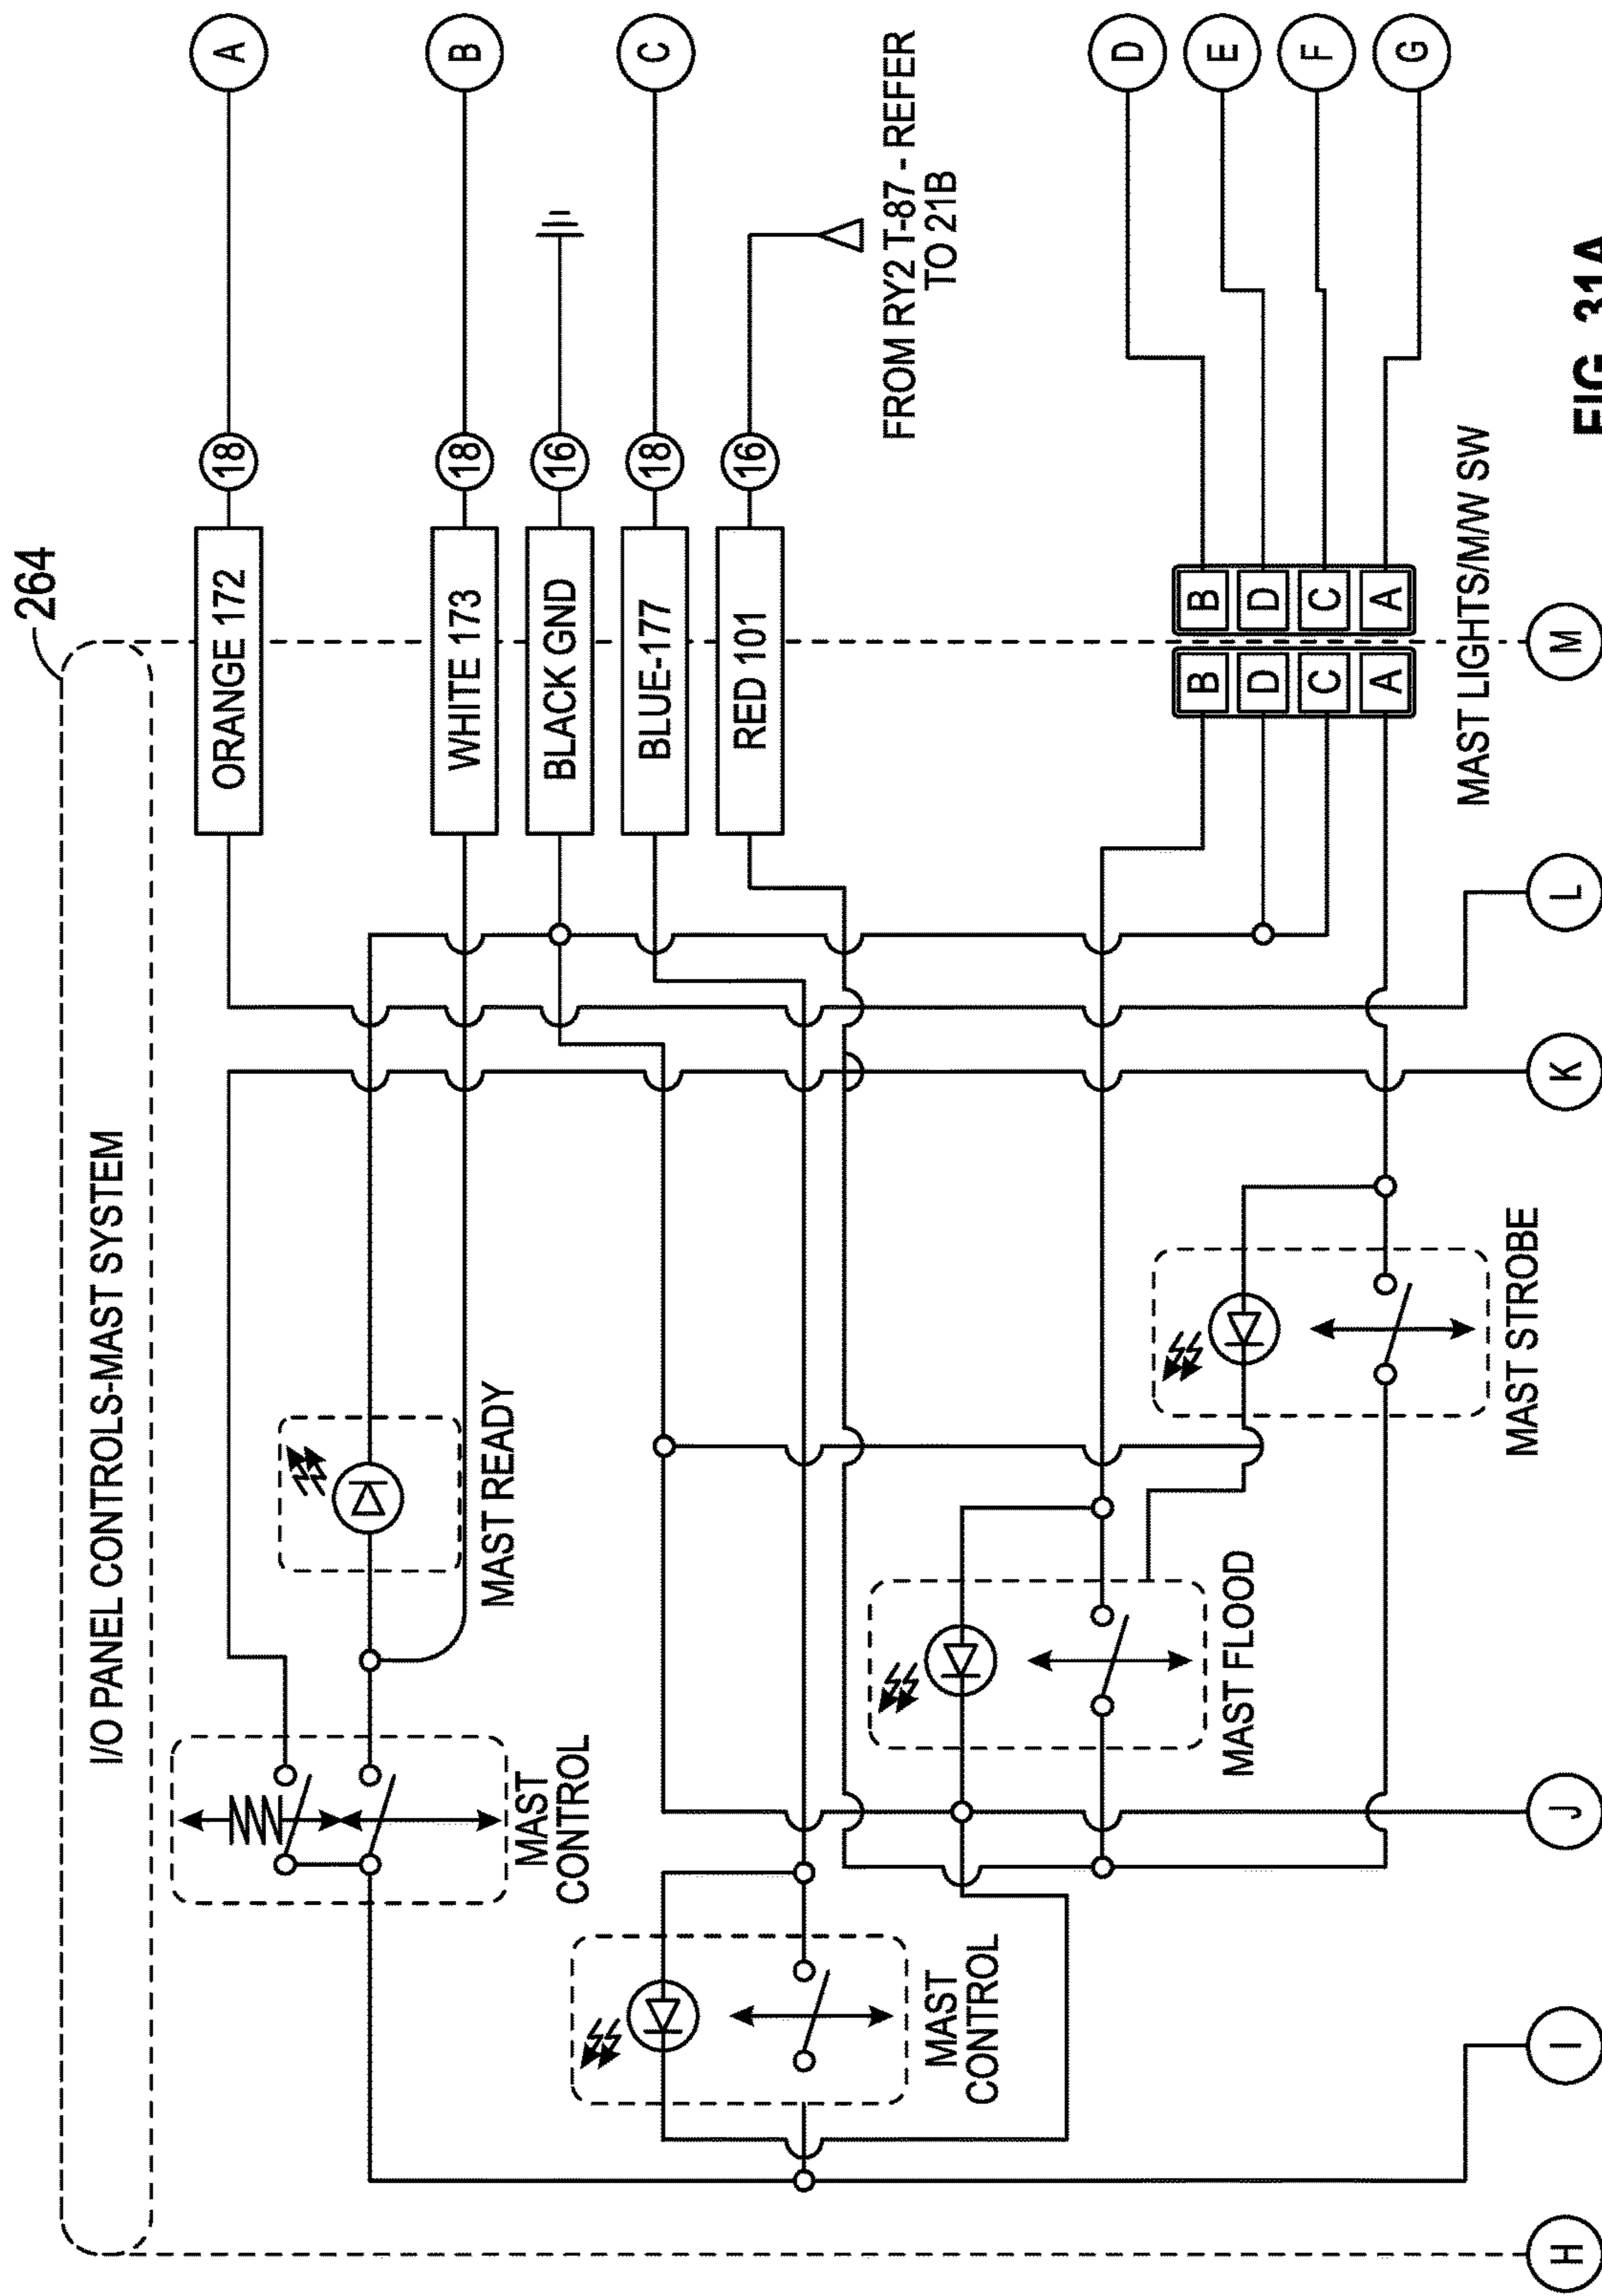 264
I/O PANEL CONTROLS-MAST SYSTEM
ORANGE 172
18
A
WHITE 173
18
B
BLACK GND
16
BLUE-177
18
C
RED 101
16
FROM RY2 T-87 - REFER
TO 21B
MAST
CONTROL
MAST READY
MAST
CONTROL
MAST FLOOD
MAST STROBE
B
B
D
D
D
E
C
C
F
A
A
G
MAST LIGHTS/M/W SW
H
I
J
K
L
M
FIG. 31A